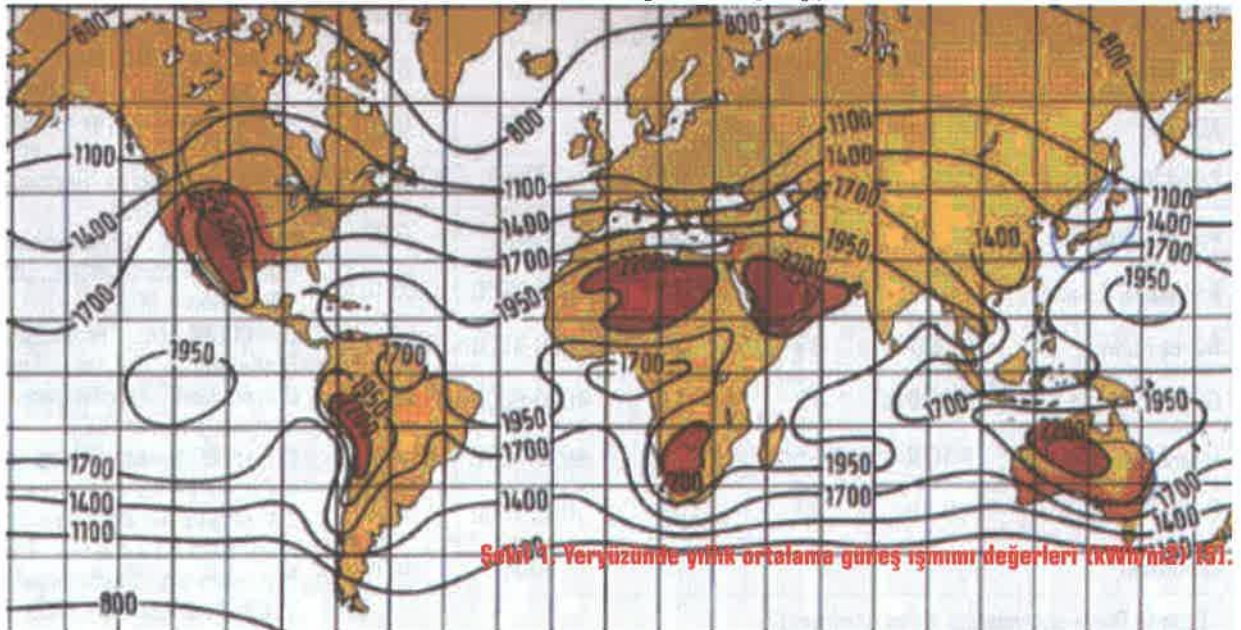 800 800 800
800
1100 1100
1400
1100 1100 1100
1700
1950 1400 1400
2200 1400 1950 1400 1700
1700 2200 2200 1950
1700 1950
1950 1700 1700
1950 1700 1950
2200 1950 2200
1700 1700 1950
1400 1400 1700 1700
1100 1400
Şekil 1. Yeryüzünde yıllık ortalama güneş ışınımı değerleri (kWh/m2) [5].
800